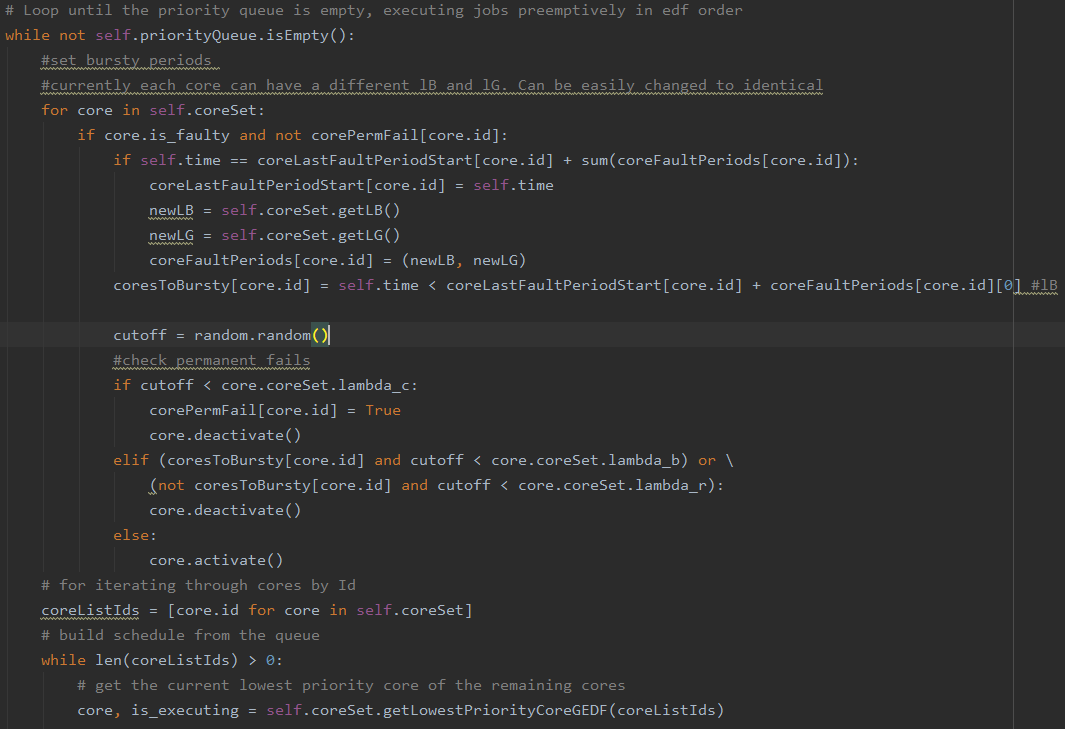 # Loop until the priority queue is empty, executing jobs preemptively in edf order
while not self.priorityQueue.isEmpty():
#set bursty periods
#currently each core can have a different lB and lG. Can be easily changed to identical
for core in self.coreSet:
if core.is_faulty and not corePermFail[core.id]:
if self.time == coreLastFaultPeriodStart[core.id] + sum(coreFaultPeriods[core.id]):
coreLastFaultPeriodStart[core.id] = self.time
newLB = self.coreSet.getLB()
newLG = self.coreSet.getLG()
coreFaultPeriods[core.id] = (newLB, newLG)
coresToBursty[core.id] = self.time < coreLastFaultPeriodStart[core.id] + coreFaultPeriods[core.id][0] #lB
cutoff = random.random()
#check permanent fails
if cutoff < core.coreSet.lambda_c:
corePermFail[core.id] = True
core.deactivate()
elif (coresToBursty[core.id] and cutoff < core.coreSet.lambda_b) or \
(not coresToBursty[core.id] and cutoff < core.coreSet.lambda_r):
core.deactivate()
else:
core.activate()
# for iterating through cores by Id
coreListIds = [core.id for core in self.coreSet]
# build schedule from the queue
while len(coreListIds) > 0:
# get the current lowest priority core of the remaining cores
core, is_executing = self.coreSet.getLowestPriorityCoreGEDF(coreListIds)